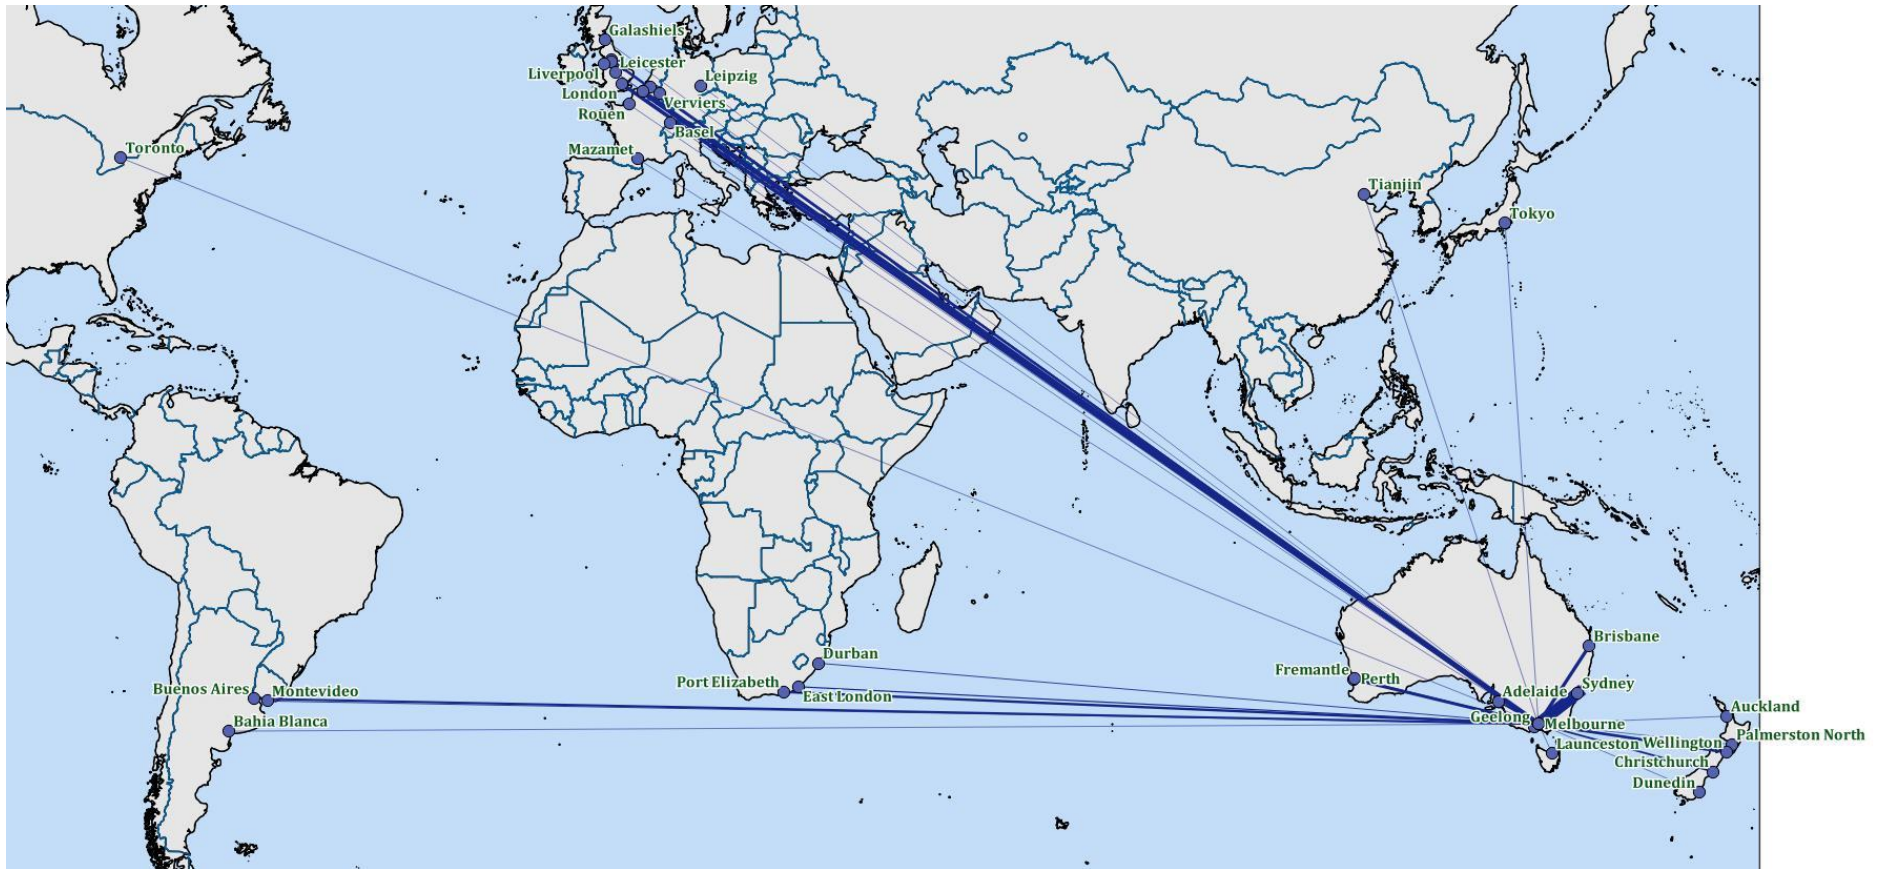 Galashiels
Leicester
Liverpool
Leipzig
London
Verviers
Rouen
Basel
Toronto
Mazamet
Tianjin
Tokyo
Brisbane
Durban
Fremantle
Perth
Port Elizabeth
East London
Buenos Aires
Montevideo
Adelaide
Sydney
Bahia Blanca
Geelong
Melbourne
Auckland
Palmerston North
Launceston
Wellington
Christchurch
Dunedin